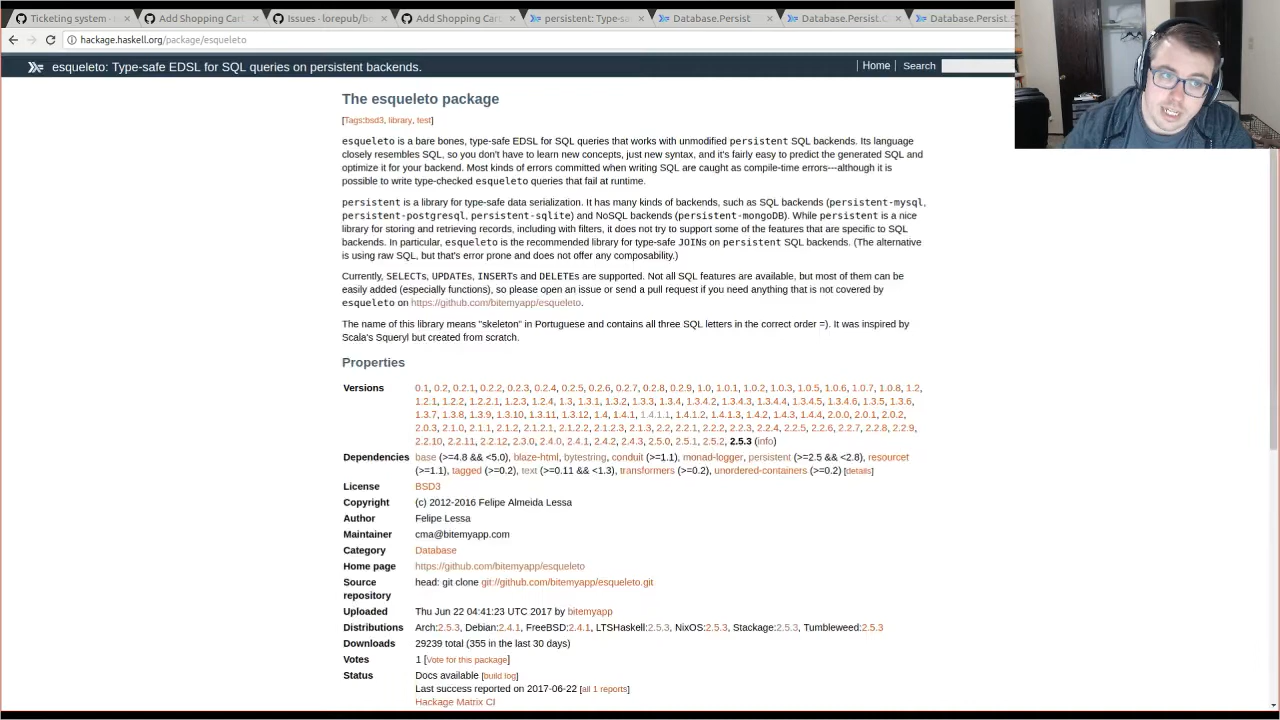 Ticketing system -
Add Shopping Cart
Issues - lorepub/bo
Add Shopping Cart
persistent: Type-sa
Database.Persist
Database.Persist.C
Database.Persist.S
hackage.haskell.org/package/esqueleto
esqueleto: Type-safe EDSL for SQL queries on persistent backends.
Home
Search
The esqueleto package
[Tags:bsd3, library, test]
esqueleto is a bare bones, type-safe EDSL for SQL queries that works with unmodified persistent SQL backends. Its language
closely resembles SQL, so you don't have to learn new concepts, just new syntax, and it's fairly easy to predict the generated SQL and
optimize it for your backend. Most kinds of errors committed when writing SQL are caught as compile-time errors---although it is
possible to write type-checked esqueleto queries that fail at runtime.
persistent is a library for type-safe data serialization. It has many kinds of backends, such as SQL backends (persistent-mysql,
persistent-postgresql, persistent-sqlite) and NoSQL backends (persistent-mongoDB). While persistent is a nice
library for storing and retrieving records, including with filters, it does not try to support some of the features that are specific to SQL
backends. In particular, esqueleto is the recommended library for type-safe JOINs on persistent SQL backends. (The alternative
is using raw SQL, but that's error prone and does not offer any composability.)
Currently, SELECTs, UPDATEs, INSERTs and DELETEs are supported. Not all SQL features are available, but most of them can be
easily added (especially functions), so please open an issue or send a pull request if you need anything that is not covered by
esqueleto on https://github.com/bitemyapp/esqueleto.
The name of this library means "skeleton" in Portuguese and contains all three SQL letters in the correct order =). It was inspired by
Scala's Squeryl but created from scratch.
Properties
Versions 0.1, 0.2, 0.2.1, 0.2.2, 0.2.3, 0.2.4, 0.2.5, 0.2.6, 0.2.7, 0.2.8, 0.2.9, 1.0, 1.0.1, 1.0.2, 1.0.3, 1.0.5, 1.0.6, 1.0.7, 1.0.8, 1.2,
1.2.1, 1.2.2, 1.2.2.1, 1.2.3, 1.2.4, 1.3, 1.3.1, 1.3.2, 1.3.3, 1.3.4, 1.3.4.2, 1.3.4.3, 1.3.4.4, 1.3.4.5, 1.3.4.6, 1.3.5, 1.3.6,
1.3.7, 1.3.8, 1.3.9, 1.3.10, 1.3.11, 1.3.12, 1.4, 1.4.1, 1.4.1.1, 1.4.1.2, 1.4.1.3, 1.4.2, 1.4.3, 1.4.4, 2.0.0, 2.0.1, 2.0.2,
2.0.3, 2.1.0, 2.1.1, 2.1.2, 2.1.2.1, 2.1.2.2, 2.1.2.3, 2.1.3, 2.2, 2.2.1, 2.2.2, 2.2.3, 2.2.4, 2.2.5, 2.2.6, 2.2.7, 2.2.8, 2.2.9,
2.2.10, 2.2.11, 2.2.12, 2.3.0, 2.4.0, 2.4.1, 2.4.2, 2.4.3, 2.5.0, 2.5.1, 2.5.2, 2.5.3 (info)
Dependencies base (>=4.8 && <5.0), blaze-html, bytestring, conduit (>=1.1), monad-logger, persistent (>=2.5 && <2.8), resourcet
(>=1.1), tagged (>=0.2), text (>=0.11 && <1.3), transformers (>=0.2), unordered-containers (>=0.2) [details]
License BSD3
Copyright (c) 2012-2016 Felipe Almeida Lessa
Author Felipe Lessa
Maintainer cma@bitemyapp.com
Category Database
Home page https://github.com/bitemyapp/esqueleto
Source head: git clone git://github.com/bitemyapp/esqueleto.git
repository
Uploaded Thu Jun 22 04:41:23 UTC 2017 by bitemyapp
Distributions Arch:2.5.3, Debian:2.4.1, FreeBSD:2.4.1, LTSHaskell:2.5.3, NixOS:2.5.3, Stackage:2.5.3, Tumbleweed:2.5.3
Downloads 29239 total (355 in the last 30 days)
Votes 1 [Vote for this package]
Status Docs available [build log]
Last success reported on 2017-06-22 [all 1 reports]
Hackage Matrix CI